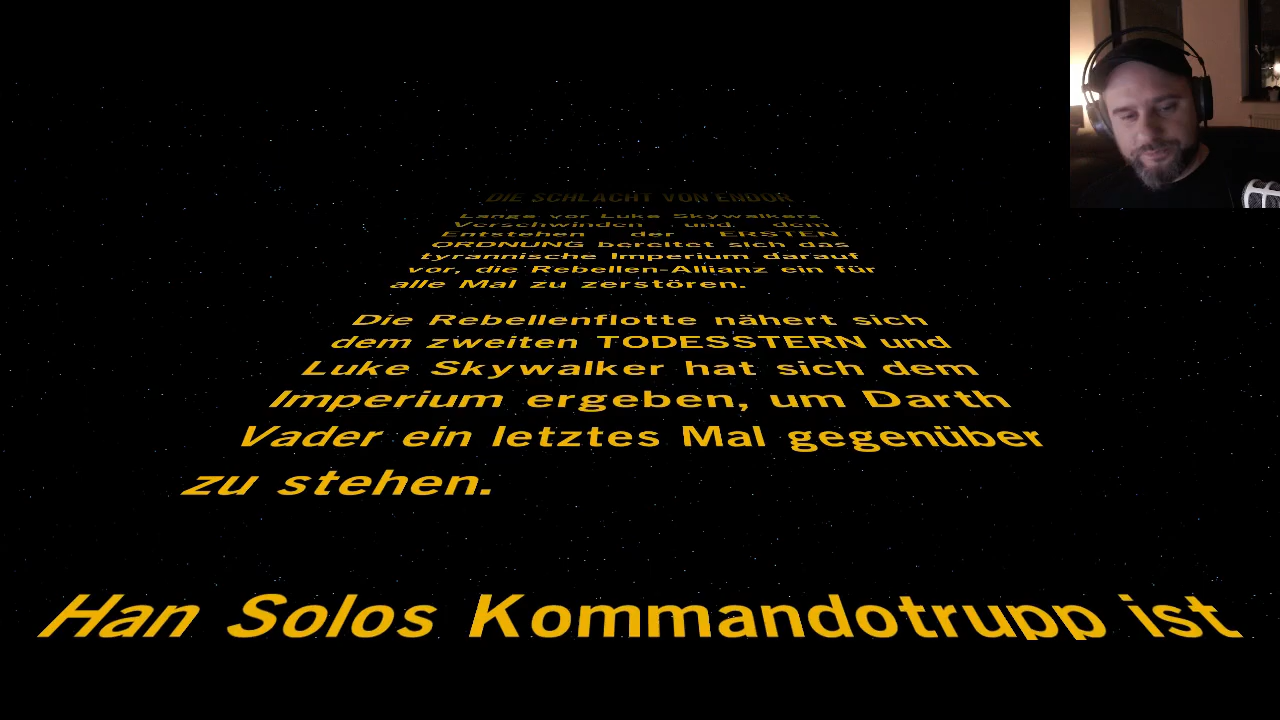 DIE SCHLACHT VON ENDOR
Lange vor Luke Skywalkers
Verschwinden und dem
Entstehen der ERSTEN
ORDNUNG bereitet sich das
tyrannische Imperium darauf
vor, die Rebellen-Allianz ein für
alle Mal zu zerstören.
Die Rebellenflotte nähert sich
dem zweiten TODESSTERN und
Luke Skywalker hat sich dem
Imperium ergeben, um Darth
Vader ein letztes Mal gegenüber
zu stehen.
Han Solos Kommandotrupp ist